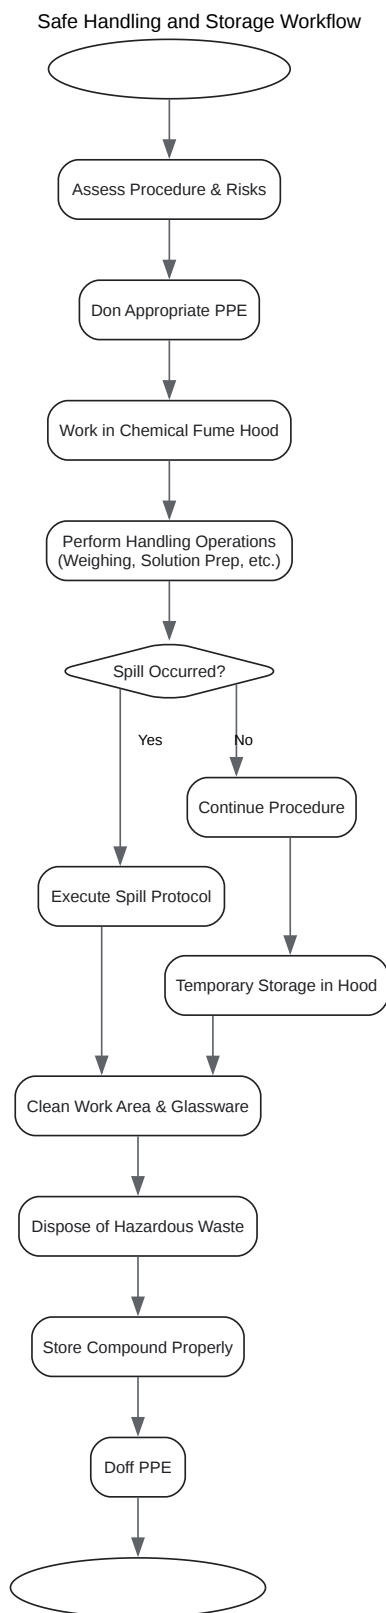 Safe Handling and Storage Workflow
Assess Procedure & Risks
Don Appropriate PPE
Work in Chemical Fume Hood
Perform Handling Operations
(Weighing, Solution Prep, etc.)
Spill Occurred?
Yes
No
Continue Procedure
Execute Spill Protocol
Temporary Storage in Hood
Clean Work Area & Glassware
Dispose of Hazardous Waste
Store Compound Properly
Doff PPE